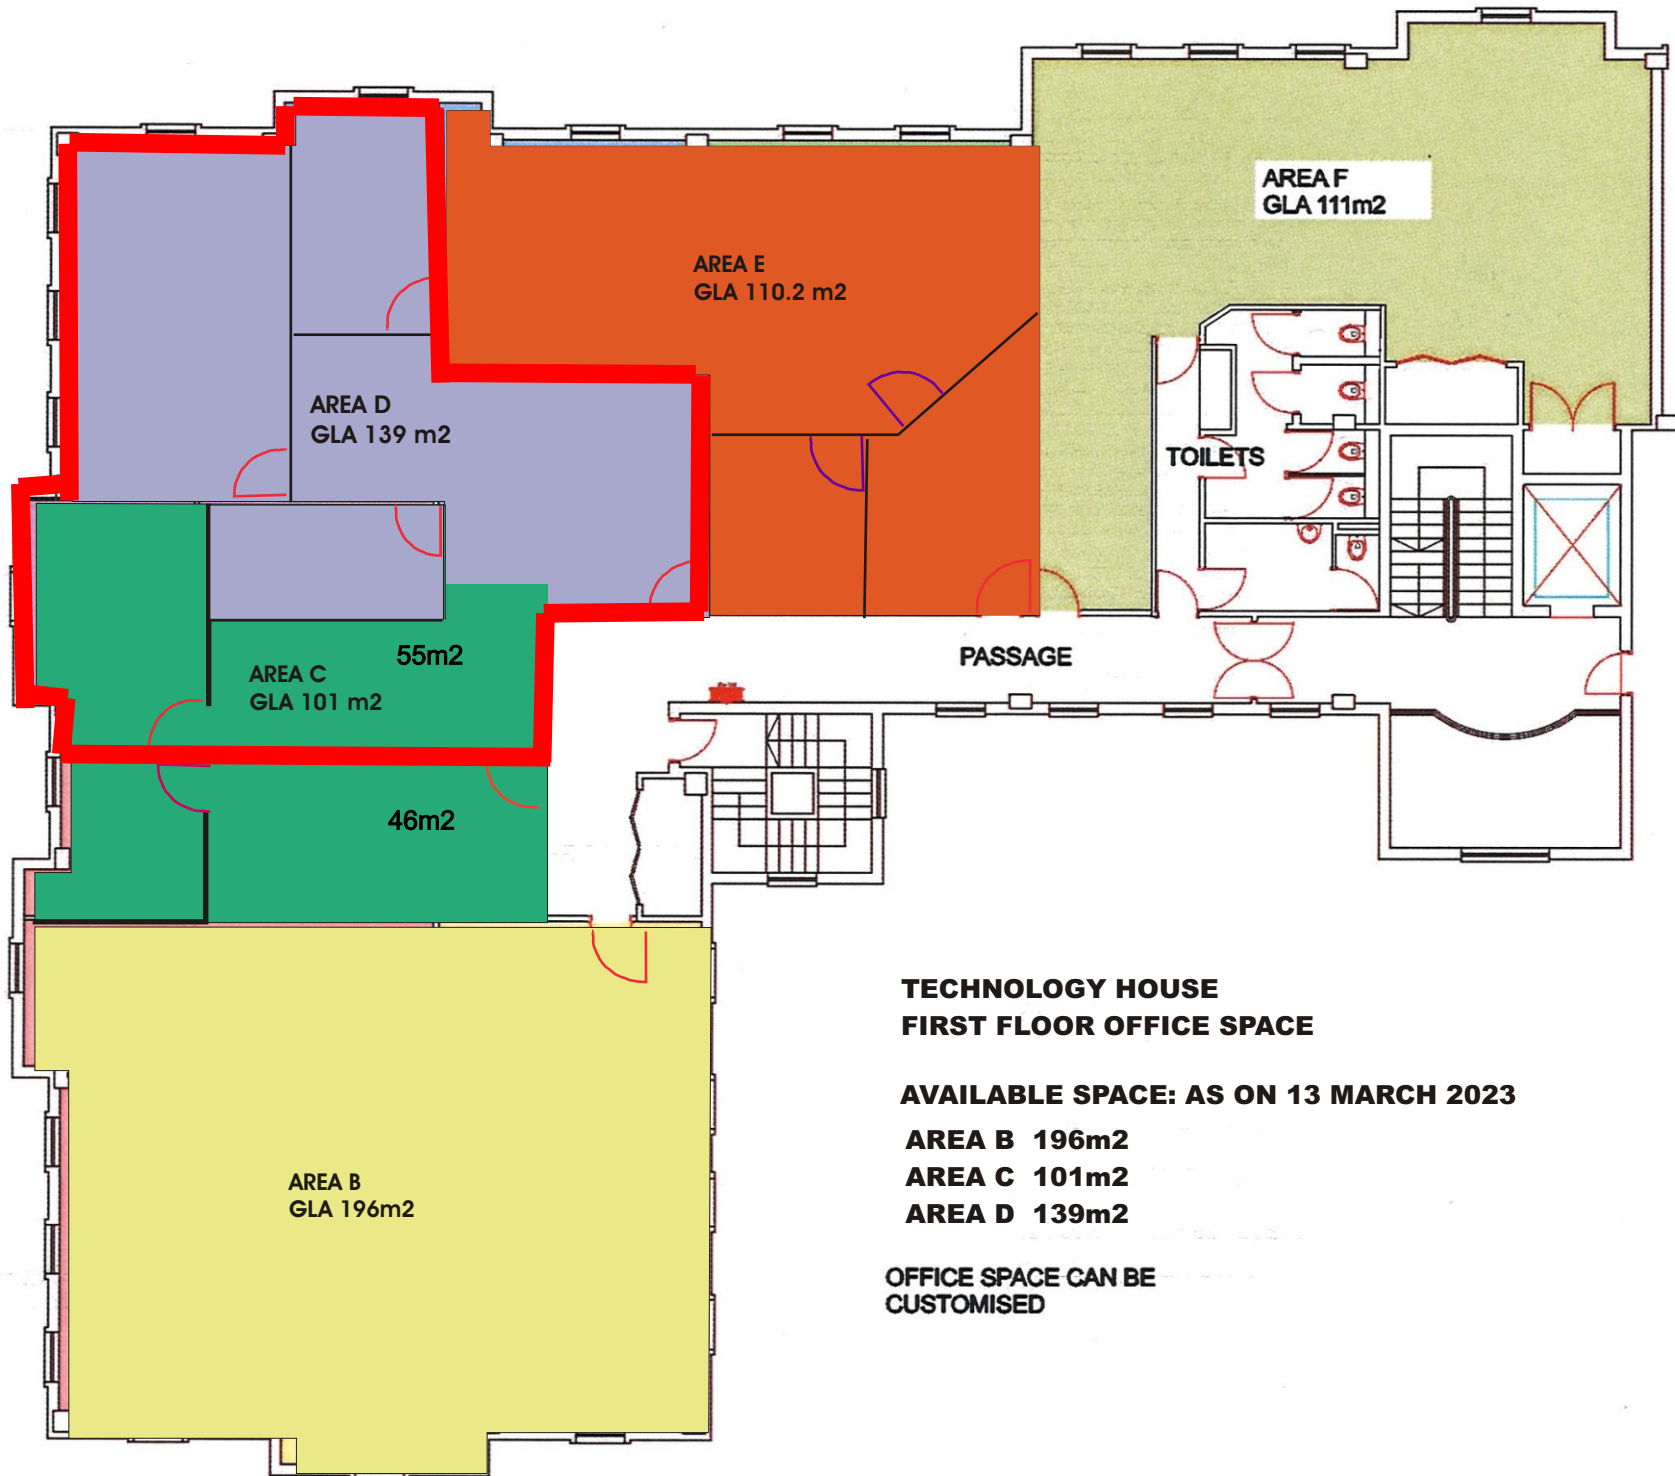 AREA F
GLA 111m2
AREA E
GLA 110.2 m2
AREA D
GLA 139 m2
TOILETS
55m2
AREA C
GLA 101 m2
PASSAGE
46m2
TECHNOLOGY HOUSE
FIRST FLOOR OFFICE SPACE
AVAILABLE SPACE: AS ON 13 MARCH 2023
AREA B 196m2
AREA C 101m2
AREA D 139m2
AREA B
GLA 196m2
OFFICE SPACE CAN BE
CUSTOMISED